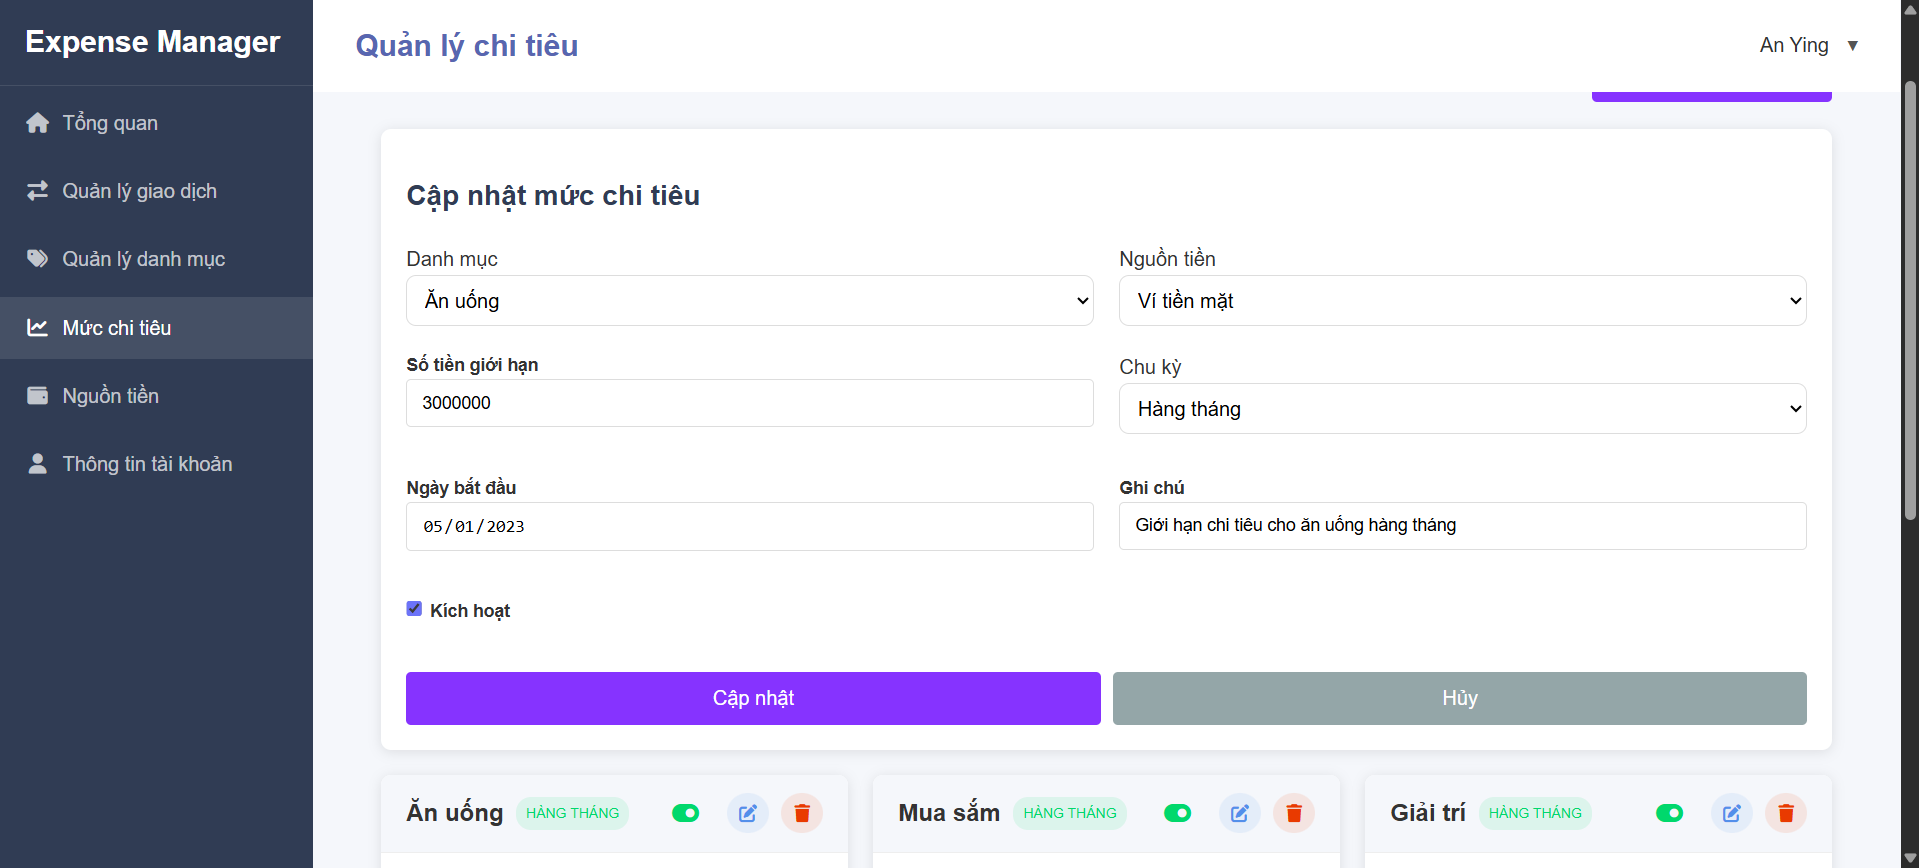 Expense Manager
Tổng quan
Quản lý giao dịch
Quản lý danh mục
Mức chi tiêu
Nguồn tiền
Thông tin tài khoản
Quản lý chi tiêu
An Ying ▼
Cập nhật mức chi tiêu
Danh mục
Ăn uống
Nguồn tiền
Ví tiền mặt
Số tiền giới hạn
3000000
Chu kỳ
Hàng tháng
Ngày bắt đầu
05/01/2023
Ghi chú
Giới hạn chi tiêu cho ăn uống hàng tháng
Kích hoạt
Cập nhật
Hủy
Ăn uống HÀNG THÁNG
Mua sắm HÀNG THÁNG
Giải trí HÀNG THÁNG